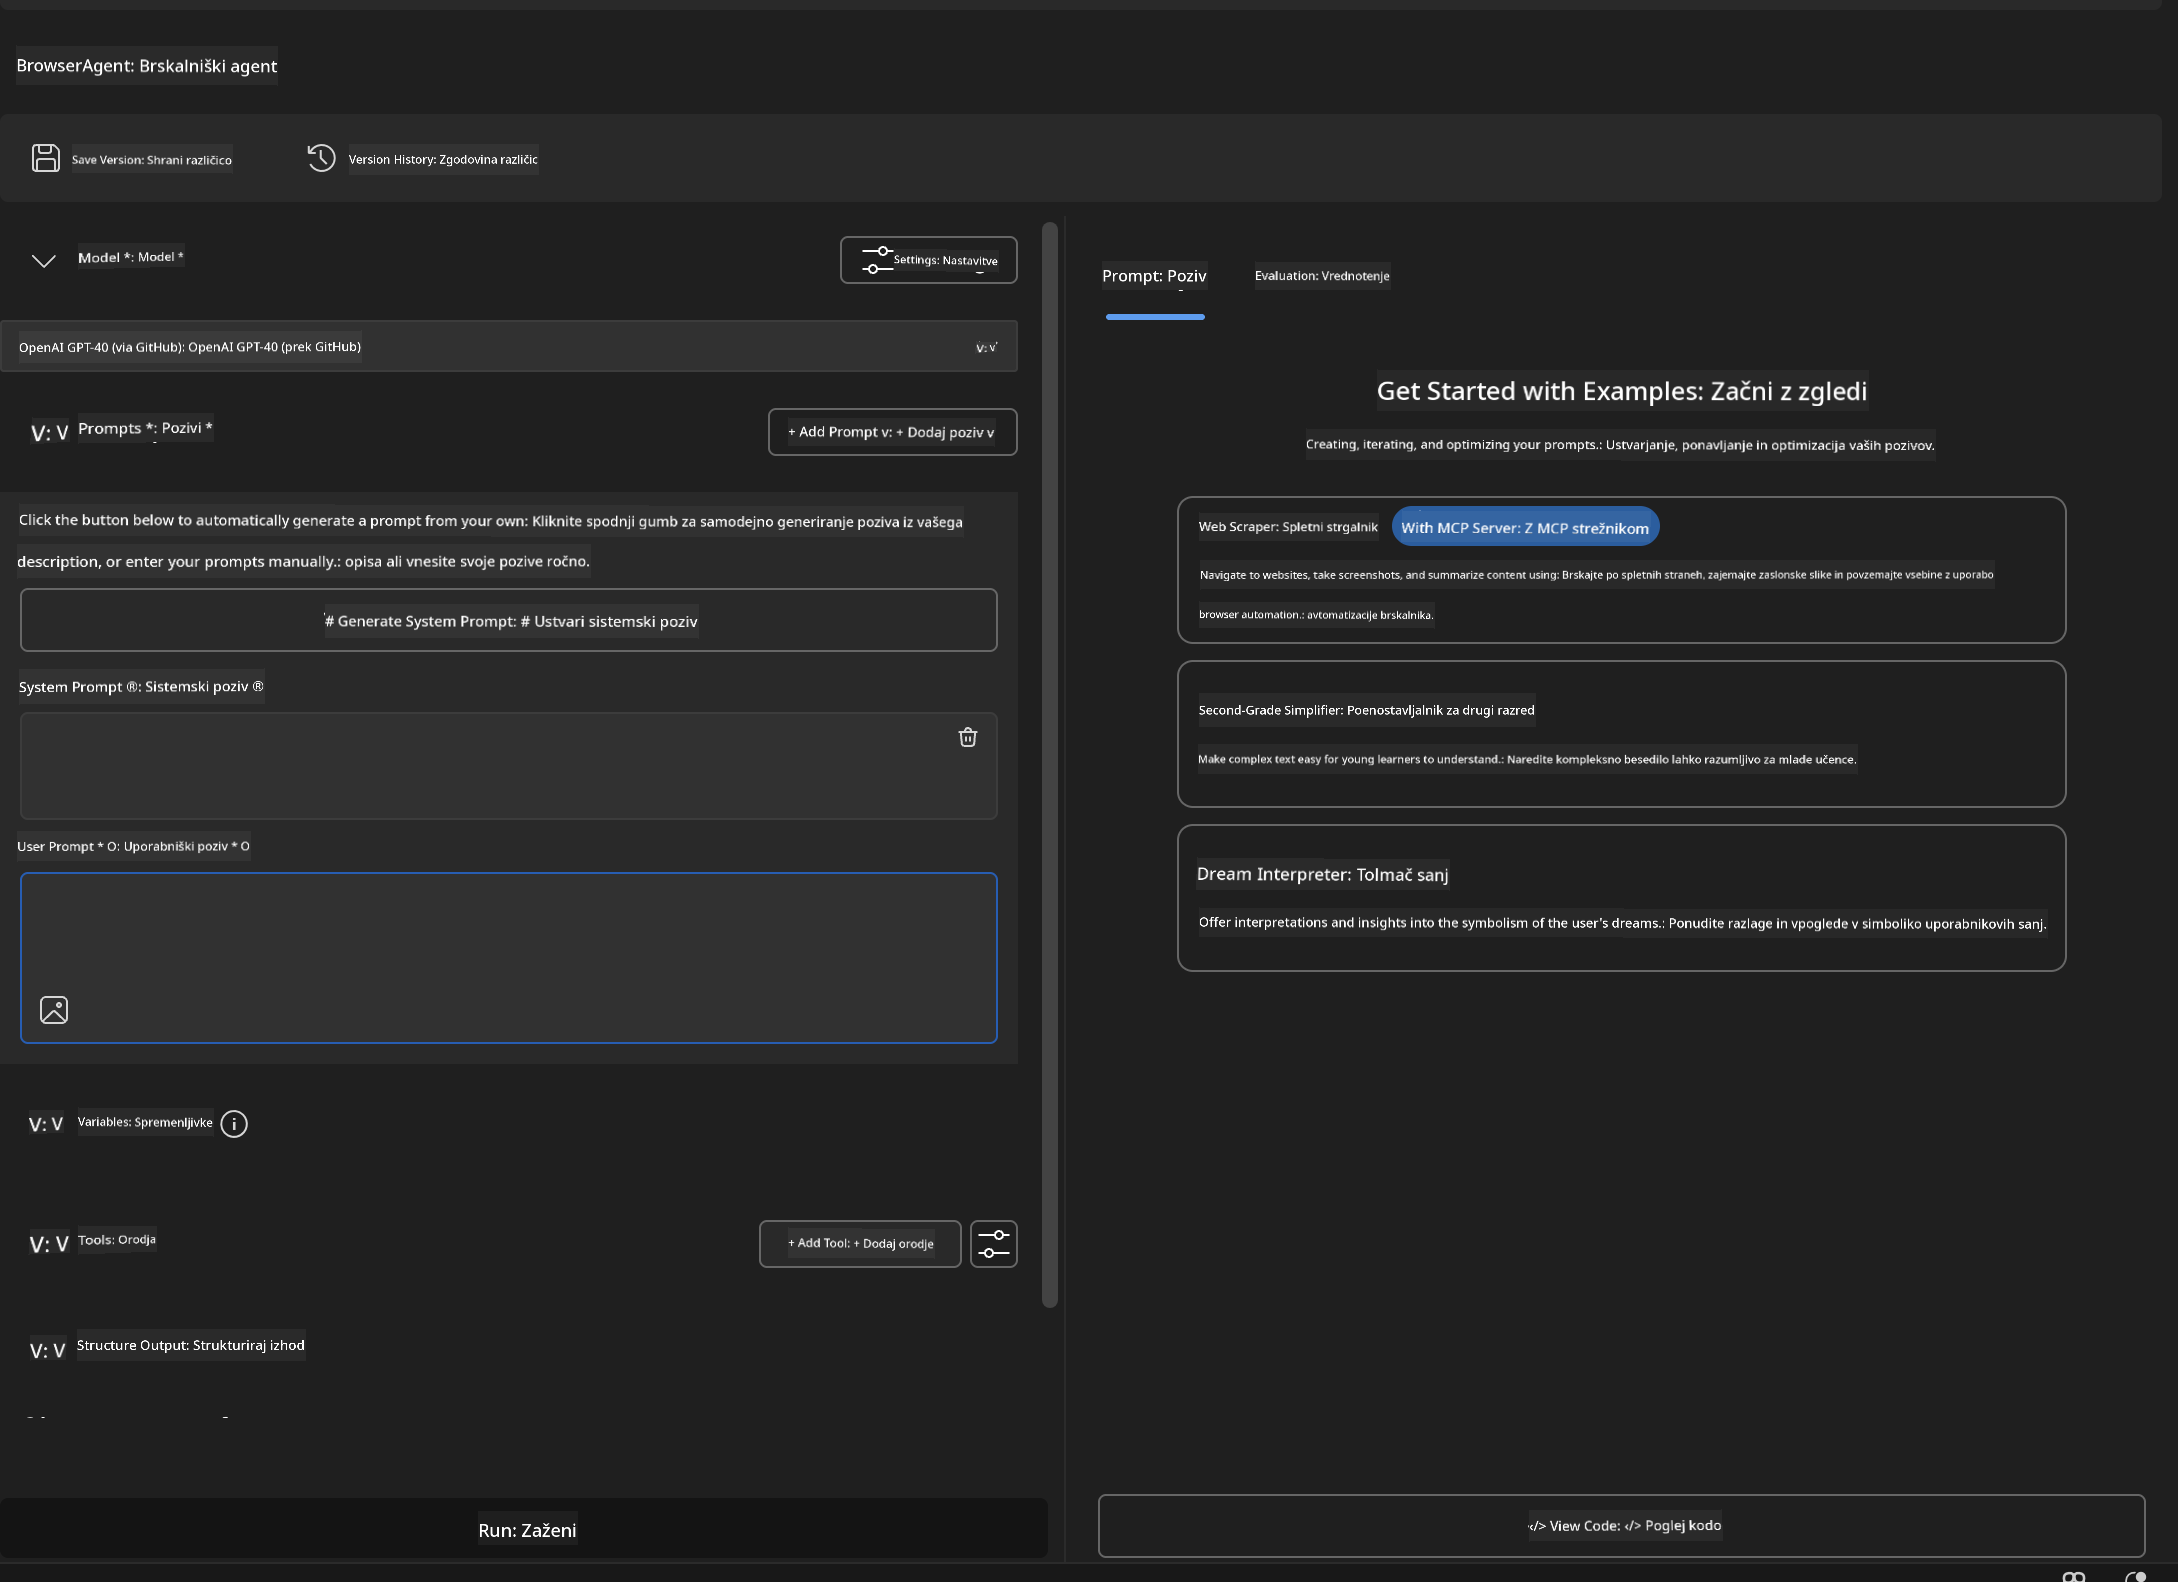 BrowserAgent: Brskalniški agent
Save Version: Shrani različico
Version History: Zgodovina različic
Model *: Model *
Settings: Nastavitve
OpenAI GPT-40 (via GitHub): OpenAI GPT-40 (prek GitHub)
V: V
V: V
Prompts *: Pozivi *
+ Add Prompt v: + Dodaj poziv v
Click the button below to automatically generate a prompt from your own: Kliknite spodnji gumb za samodejno generiranje poziva iz vašega
description, or enter your prompts manually.: opisa ali vnesite svoje pozive ročno.
# Generate System Prompt: # Ustvari sistemski poziv
System Prompt ®: Sistemski poziv ®
User Prompt * O: Uporabniški poziv * O
V: V
Variables: Spremenljivke
V: V
Tools: Orodja
+ Add Tool: + Dodaj orodje
V: V
Structure Output: Strukturiraj izhod
Run: Zaženi
Prompt: Poziv
Evaluation: Vrednotenje
Get Started with Examples: Začni z zgledi
Creating, iterating, and optimizing your prompts.: Ustvarjanje, ponavljanje in optimizacija vaših pozivov.
Web Scraper: Spletni strgalnik
With MCP Server: Z MCP strežnikom
Navigate to websites, take screenshots, and summarize content using: Brskajte po spletnih straneh, zajemajte zaslonske slike in povzemajte vsebine z uporabo
browser automation.: avtomatizacije brskalnika.
Second-Grade Simplifier: Poenostavljalnik za drugi razred
Make complex text easy for young learners to understand.: Naredite kompleksno besedilo lahko razumljivo za mlade učence.
Dream Interpreter: Tolmač sanj
Offer interpretations and insights into the symbolism of the user's dreams.: Ponudite razlage in vpoglede v simboliko uporabnikovih sanj.
</> View Code: </> Poglej kodo